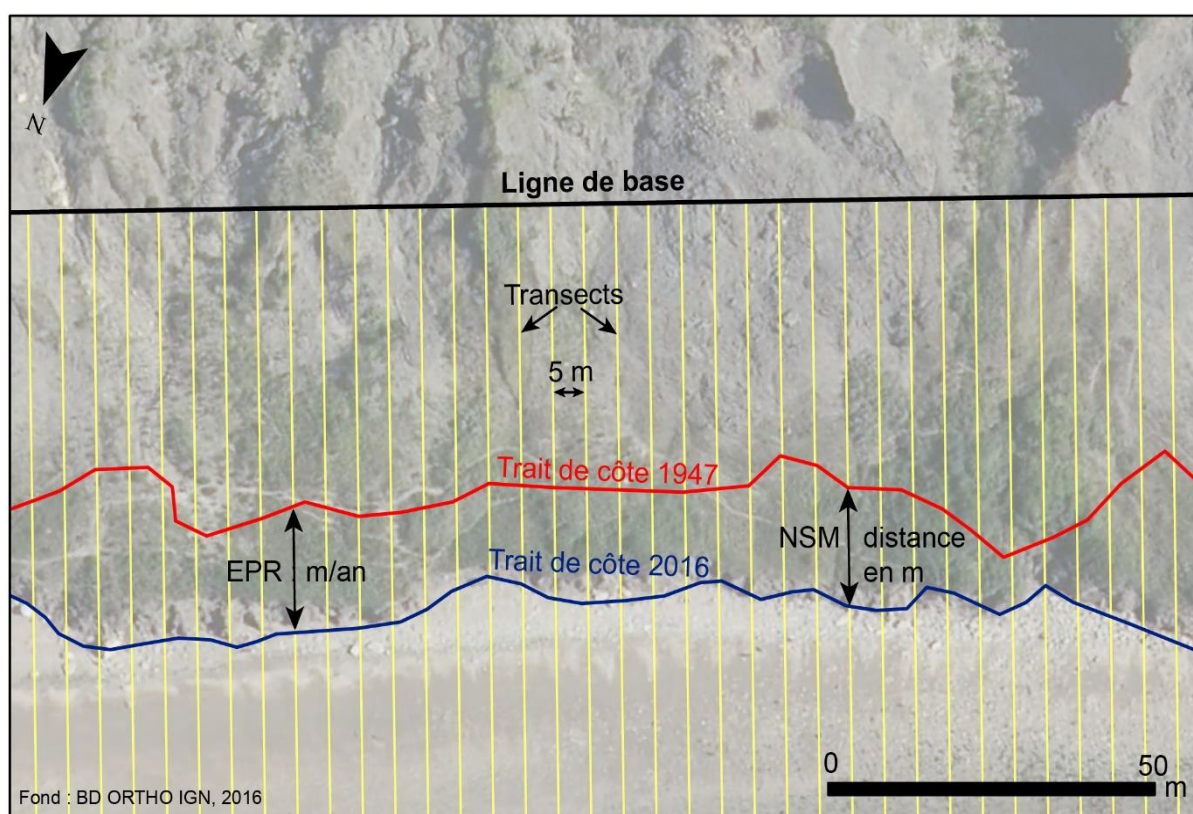 N
Ligne de base
Transects
5 m
Trait de côte 1947
NSM distance
en m
EPR m/an
Trait de côte 2016
0 50
m
Fond : BD ORTHO IGN, 2016